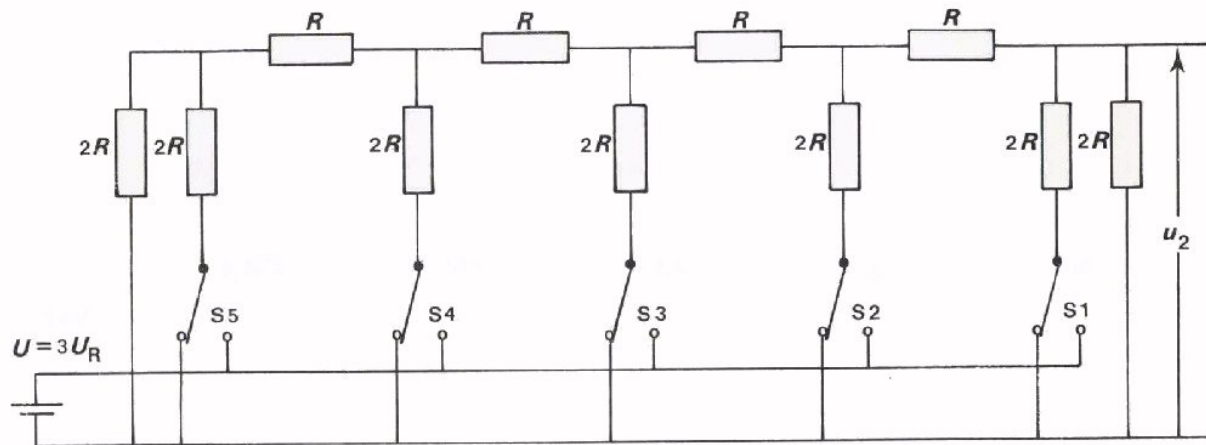 R R R R
2R 2R 2R 2R 2R 2R 2R
u2
S5 S4 S3 S2 S1
U = 3UR